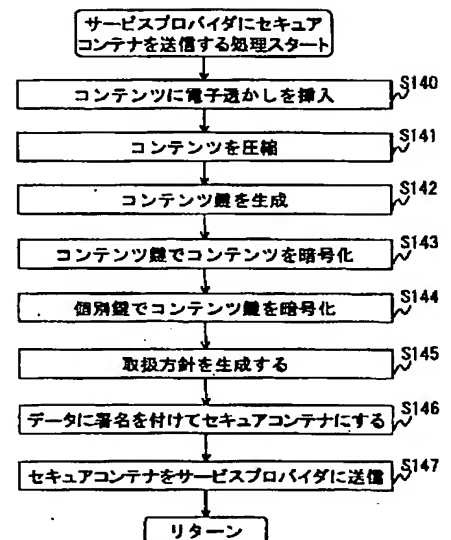 サービスプロバイダにセキュア
コンテナを送信する処理スタート
コンテンツに電子透かしを挿入
S140
コンテンツを圧縮
S141
コンテンツ鍵を生成
S142
コンテンツ鍵でコンテンツを暗号化
S143
個別鍵でコンテンツ鍵を暗号化
S144
取扱方針を生成する
S145
データに署名を付けてセキュアコンテナにする
S146
セキュアコンテナをサービスプロバイダに送信
S147
リターン